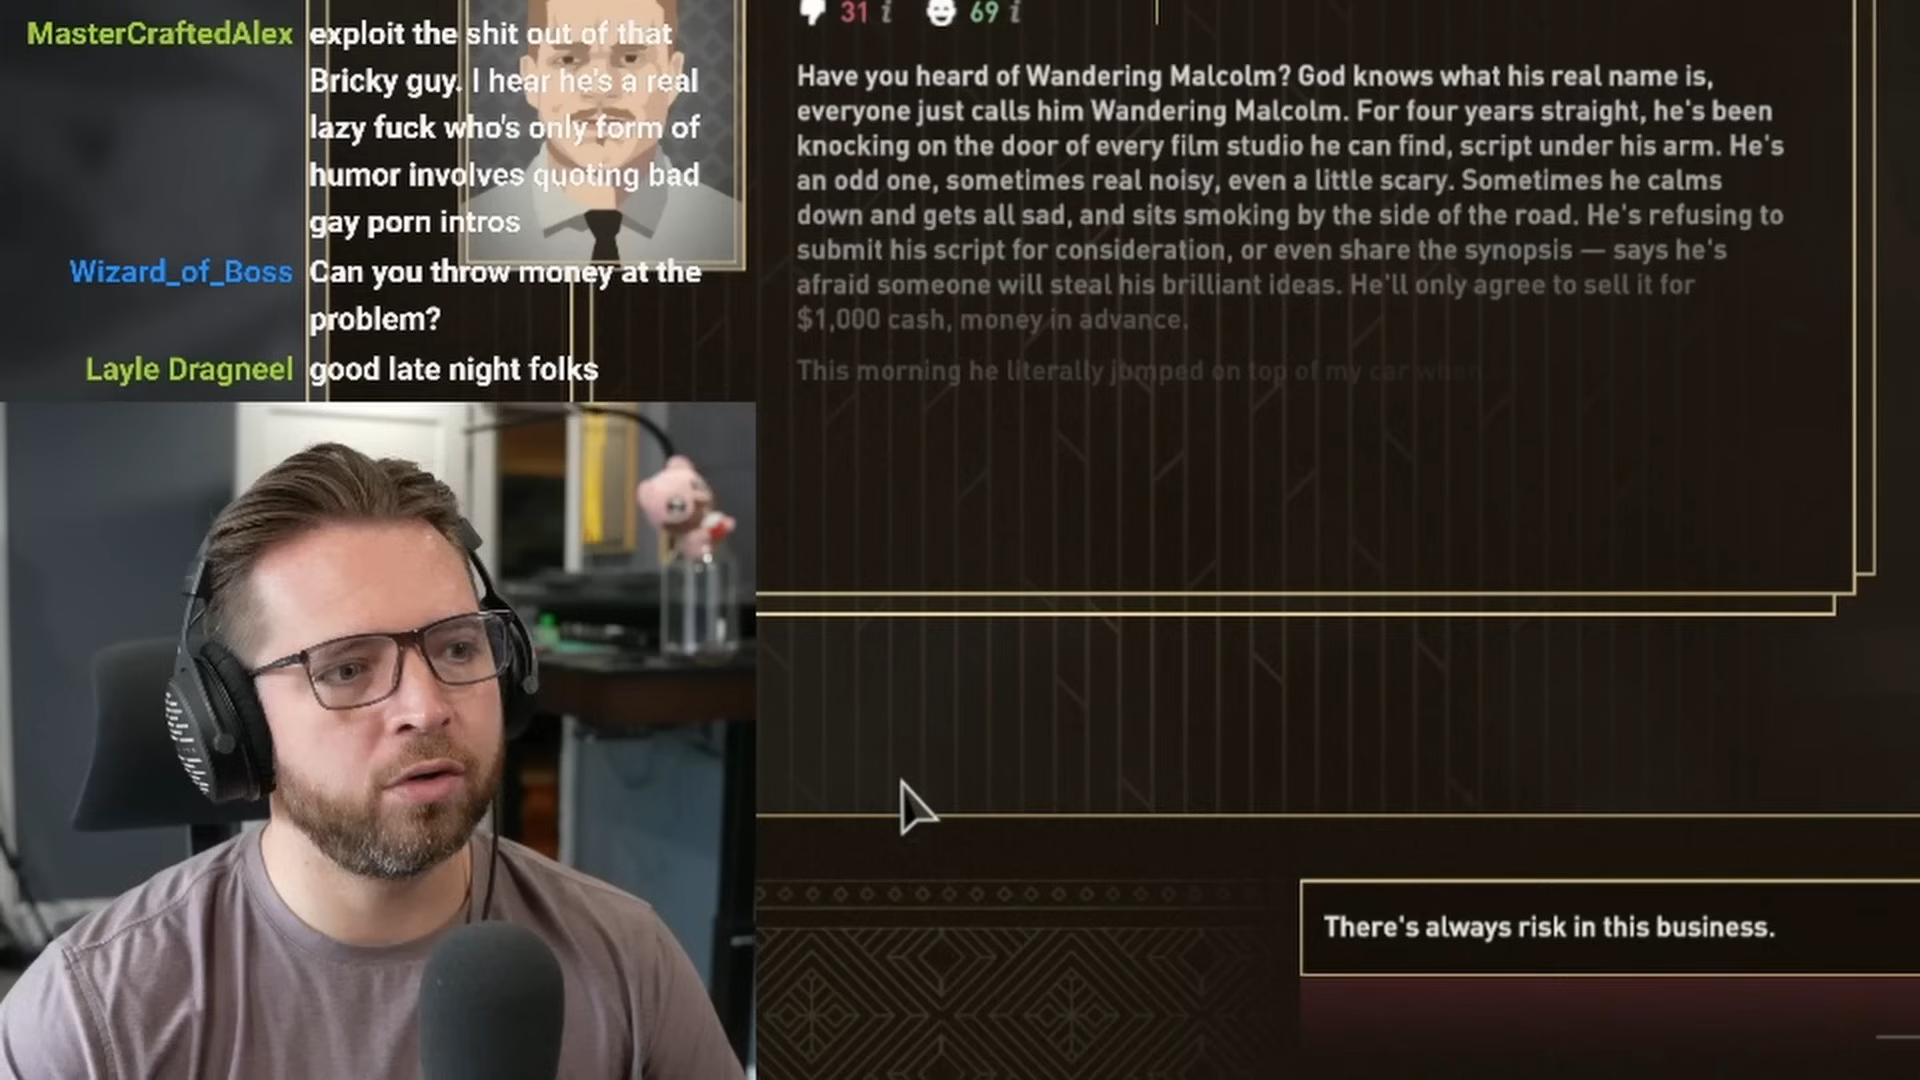 MasterCraftedAlex exploit the shit out of that
Bricky guy. I hear he's a real
lazy fuck who's only form of
humor involves quoting bad
gay porn intros
Wizard_of_Boss Can you throw money at the
problem?
Layle Dragneel good late night folks
31 i 69 i
Have you heard of Wandering Malcolm? God knows what his real name is,
everyone just calls him Wandering Malcolm. For four years straight, he's been
knocking on the door of every film studio he can find, script under his arm. He's
an odd one, sometimes real noisy, even a little scary. Sometimes he calms
down and gets all sad, and sits smoking by the side of the road. He's refusing to
submit his script for consideration, or even share the synopsis — says he's
afraid someone will steal his brilliant ideas. He'll only agree to sell it for
$1,000 cash, money in advance.
This morning he literally jumped on top of my car when
There's always risk in this business.